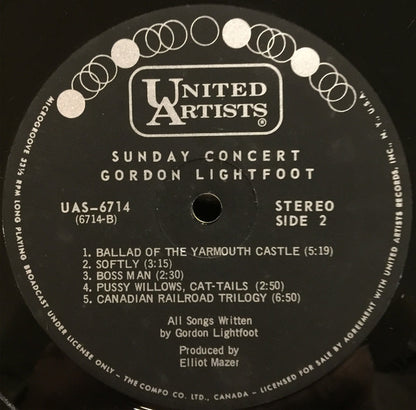 UNITED
ARTISTS®
SUNDAY CONCERT
GORDON LIGHTFOOT
UAS-6714
(6714-B)
STEREO
SIDE 2
1. BALLAD OF THE YARMOUTH CASTLE (5:19)
2. SOFTLY (3:15)
3. BOSS MAN (2:30)
4. PUSSY WILLOWS, CAT-TAILS (2:50)
5. CANADIAN RAILROAD TRILOGY (6:50)
All Songs Written
by Gordon Lightfoot
Produced by
Elliot Mazer
MICROGROOVE 33⅓ RPM LONG PLAYING BROADCAST UNDER LICENSE ONLY - THE COMPO CO. LTD., CANADA - LICENSED FOR SALE BY AGREEMENT WITH UNITED ARTISTS RECORDS, INC., N.Y., U.S.A.